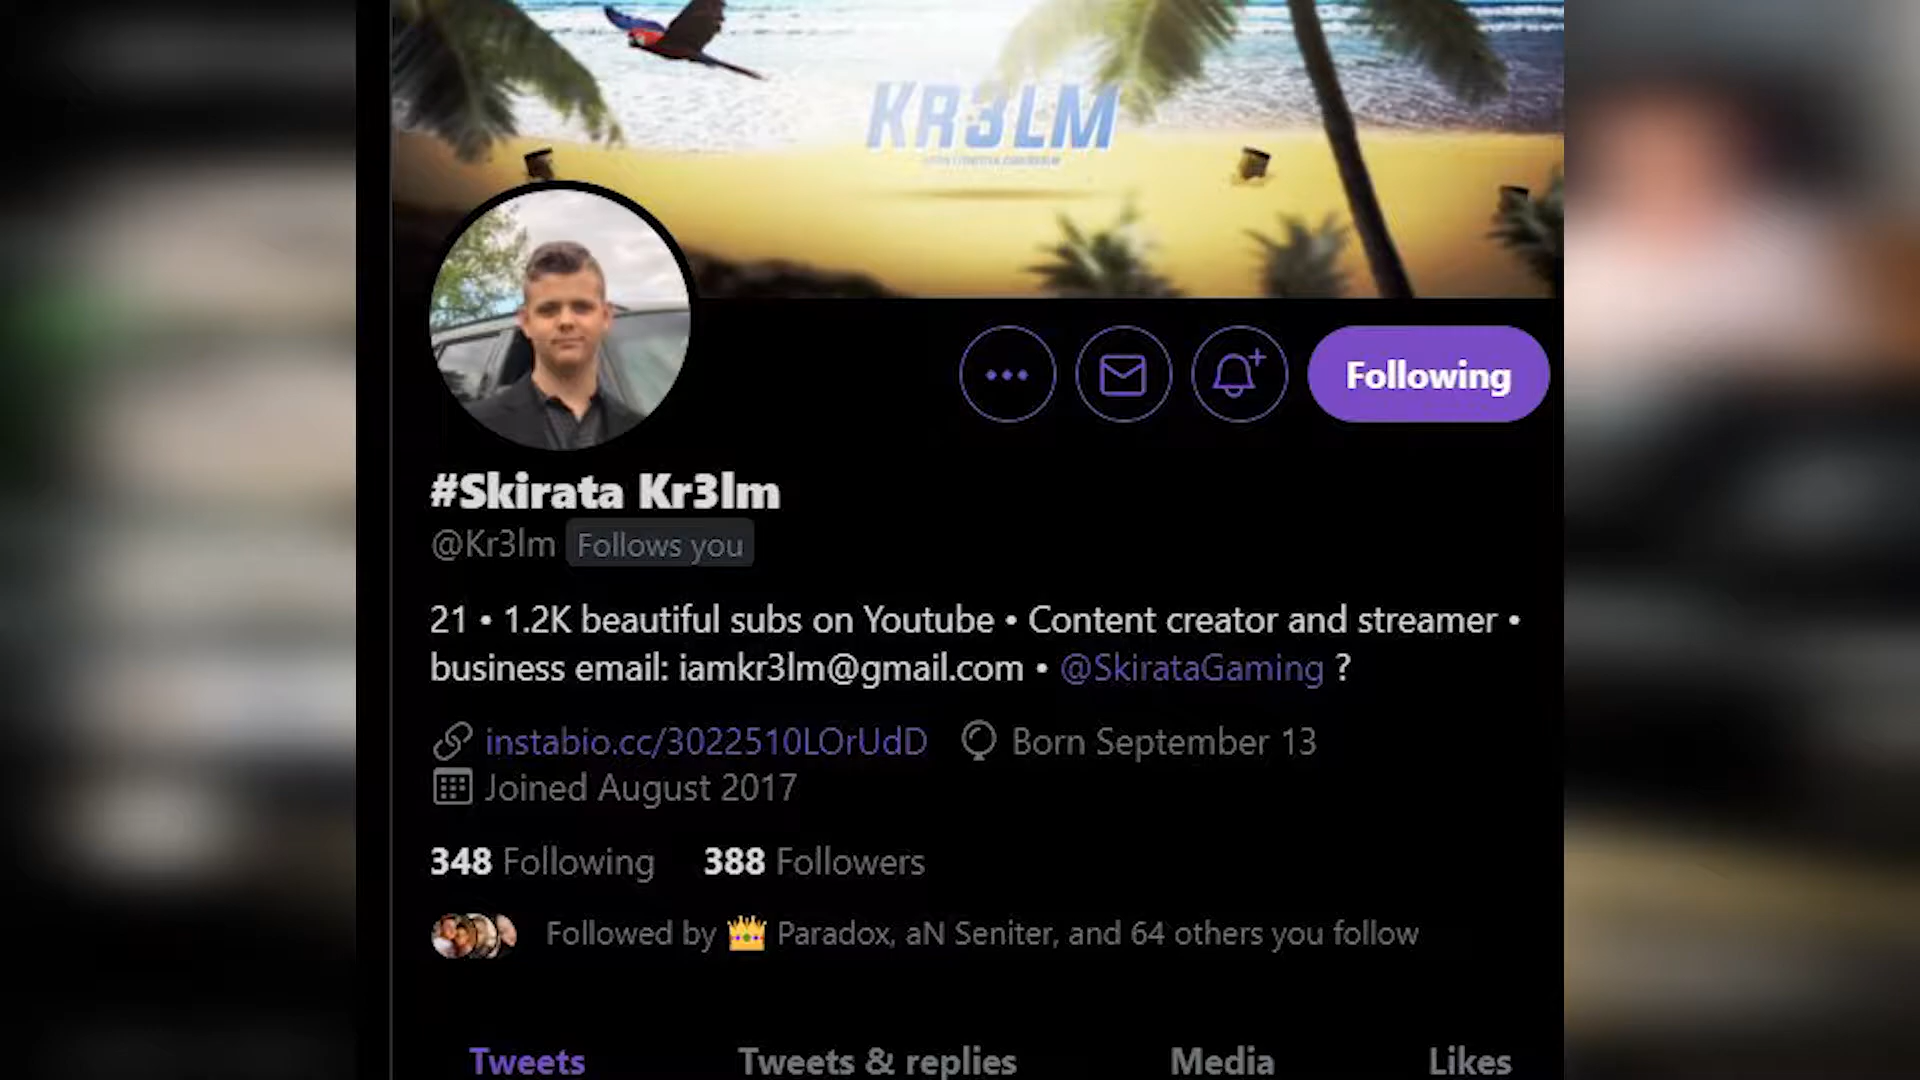 KR3LM
Following
#Skirata Kr3lm
@Kr3lm Follows you
21 • 1.2K beautiful subs on Youtube • Content creator and streamer •
business email: iamkr3lm@gmail.com • @SkirataGaming ?
instabio.cc/3022510LOrUdD Born September 13
Joined August 2017
348 Following 388 Followers
Followed by 👑 Paradox, aN Seniter, and 64 others you follow
Tweets Tweets & replies Media Likes